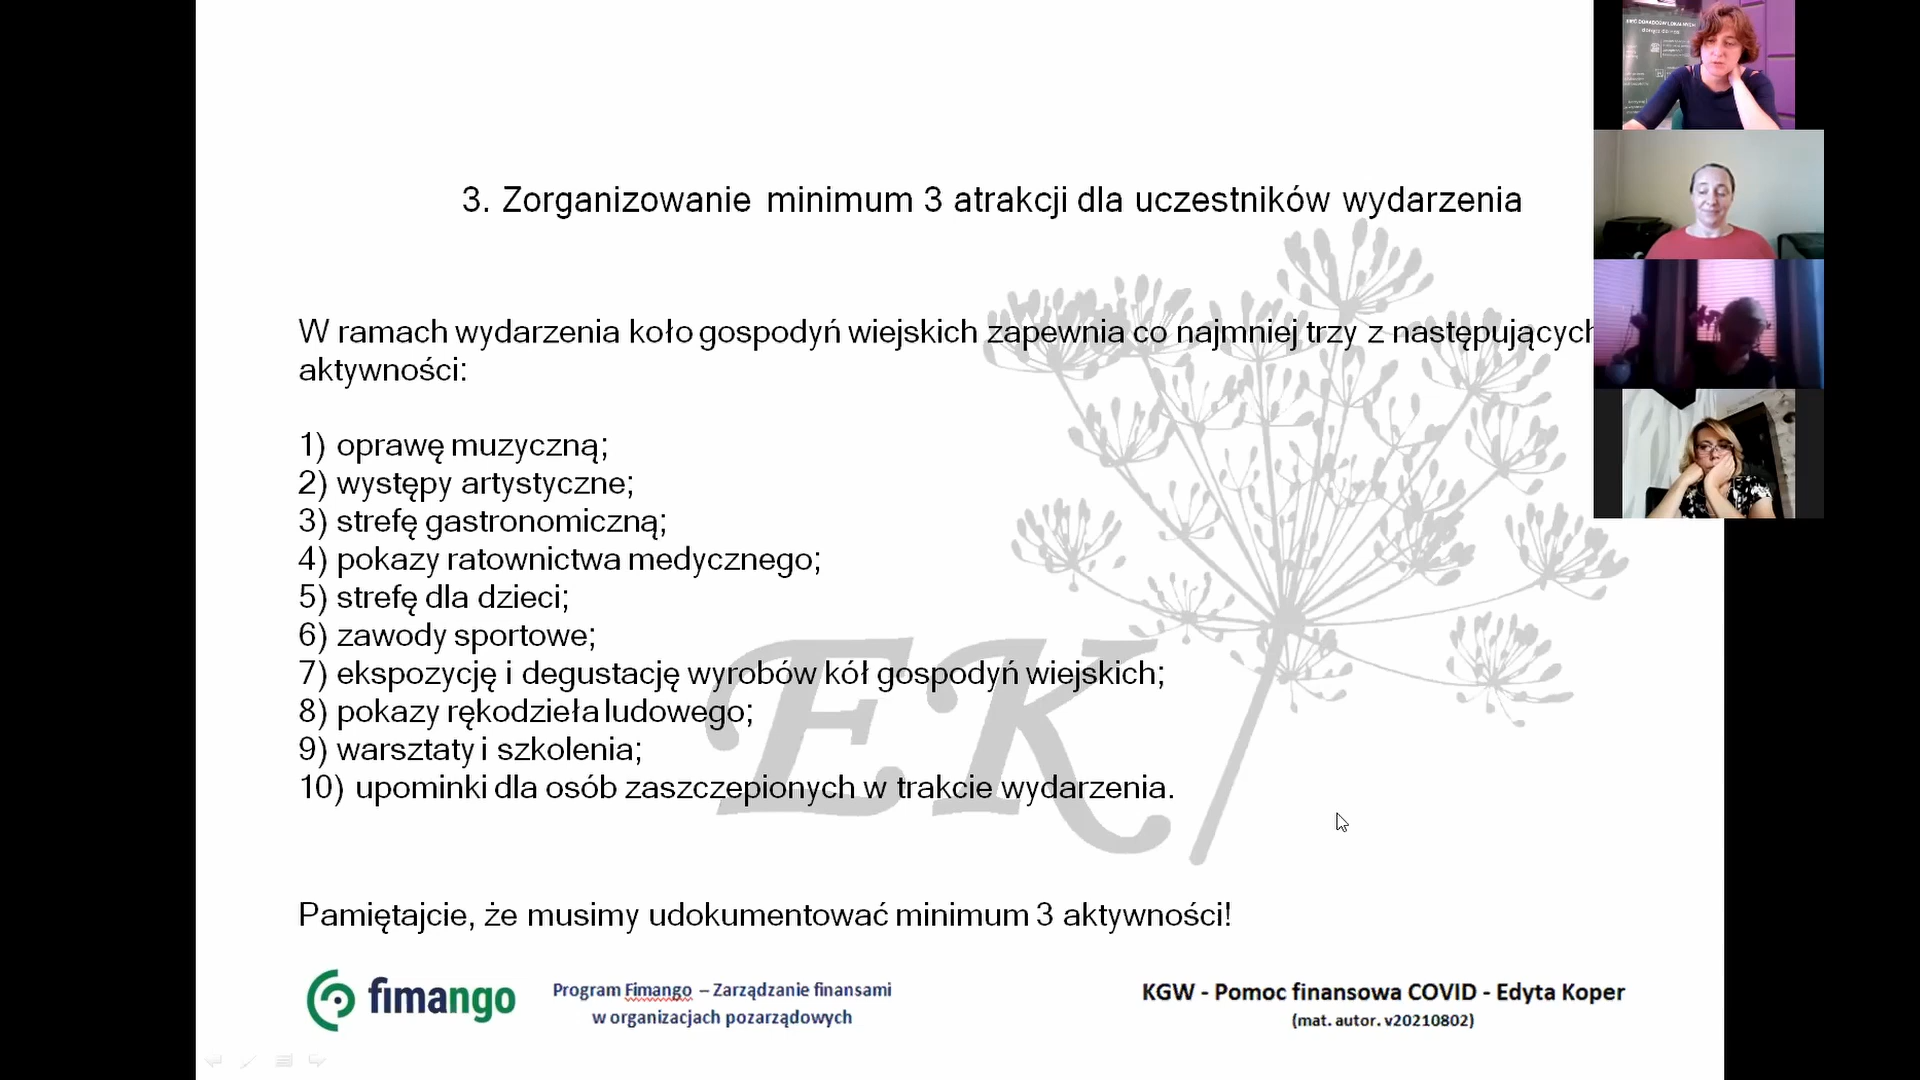 3. Zorganizowanie minimum 3 atrakcji dla uczestników wydarzenia
W ramach wydarzenia koło gospodyń wiejskich zapewnia co najmniej trzy z następujących
aktywności:
1) oprawę muzyczną;
2) występy artystyczne;
3) strefę gastronomiczną;
4) pokazy ratownictwa medycznego;
5) strefę dla dzieci;
6) zawody sportowe;
7) ekspozycję i degustację wyrobów kół gospodyń wiejskich;
8) pokazy rękodzieła ludowego;
9) warsztaty i szkolenia;
10) upominki dla osób zaszczepionych w trakcie wydarzenia.
EK
Pamiętajcie, że musimy udokumentować minimum 3 aktywności!
fimango
Program Fimango – Zarządzanie finansami
w organizacjach pozarządowych
KGW - Pomoc finansowa COVID - Edyta Koper
(mat. autor. v20210802)